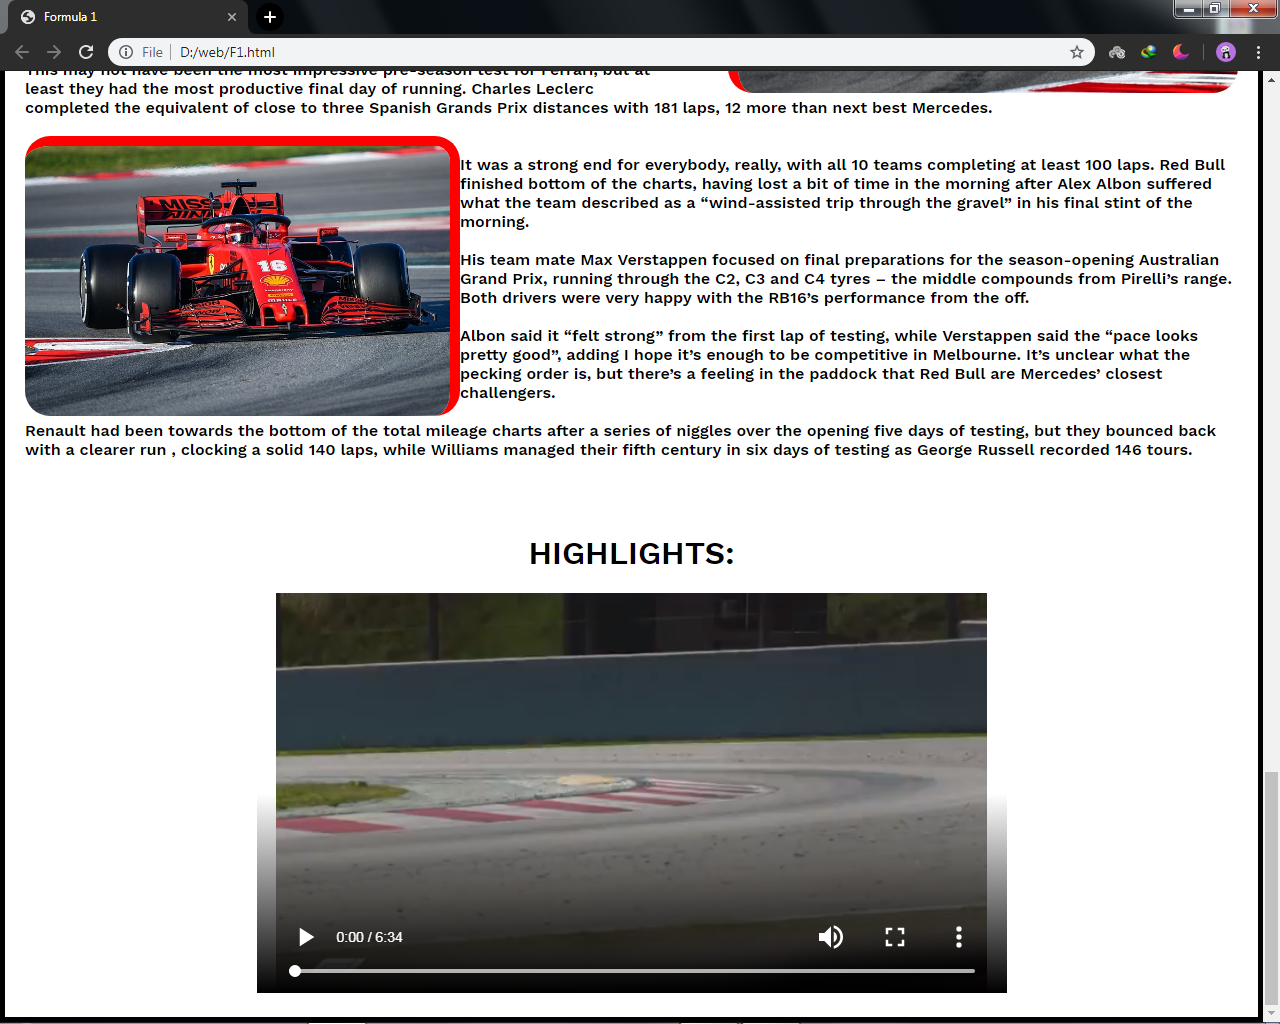 Formula 1
File
D:/web/F1.html
This may not have been the most impressive pre-season test for Ferrari, but at
least they had the most productive final day of running. Charles Leclerc
completed the equivalent of close to three Spanish Grands Prix distances with 181 laps, 12 more than next best Mercedes.
It was a strong end for everybody, really, with all 10 teams completing at least 100 laps. Red Bull
finished bottom of the charts, having lost a bit of time in the morning after Alex Albon suffered
what the team described as a “wind-assisted trip through the gravel” in his final stint of the
morning.
His team mate Max Verstappen focused on final preparations for the season-opening Australian
Grand Prix, running through the C2, C3 and C4 tyres – the middle compounds from Pirelli’s range.
Both drivers were very happy with the RB16’s performance from the off.
Albon said it “felt strong” from the first lap of testing, while Verstappen said the “pace looks
pretty good”, adding I hope it’s enough to be competitive in Melbourne. It’s unclear what the
pecking order is, but there’s a feeling in the paddock that Red Bull are Mercedes’ closest
challengers.
16
Renault had been towards the bottom of the total mileage charts after a series of niggles over the opening five days of testing, but they bounced back
with a clearer run , clocking a solid 140 laps, while Williams managed their fifth century in six days of testing as George Russell recorded 146 tours.
HIGHLIGHTS:
0:00 / 6:34